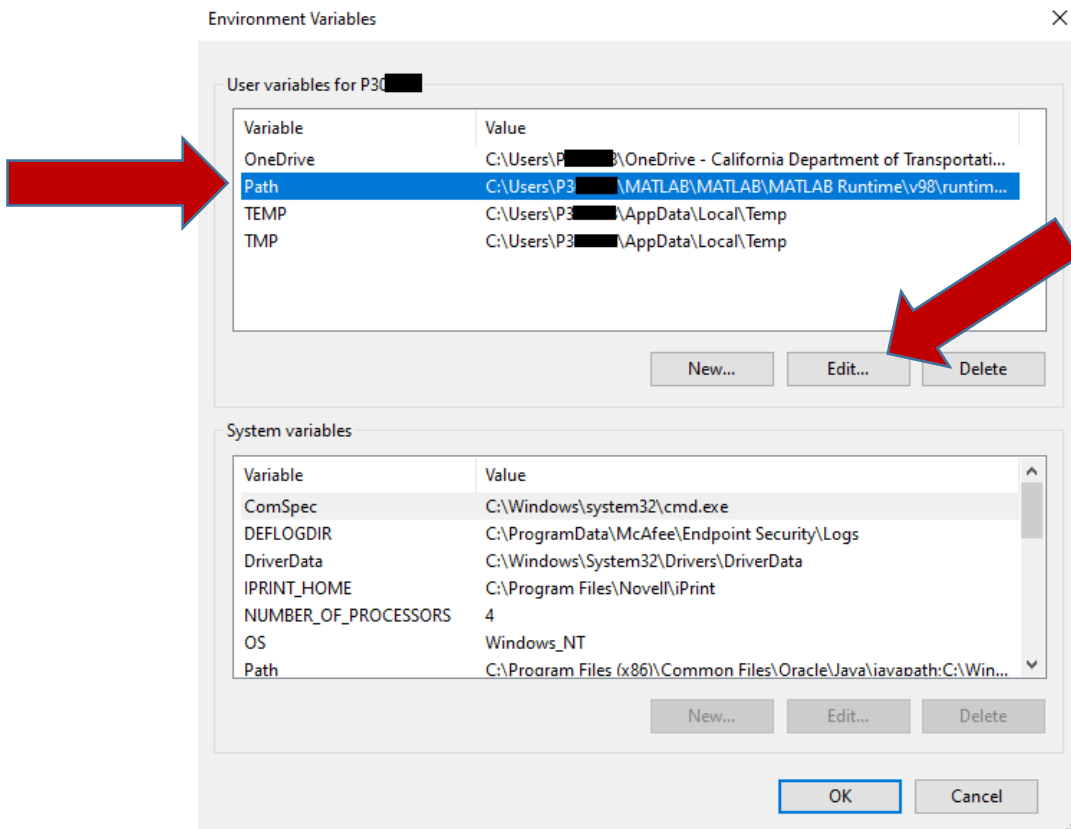 Environment Variables
User variables for P30
Variable Value
OneDrive C:\Users\P 3\OneDrive - California Department of Transportati...
Path C:\Users\P3 \MATLAB\MATLAB\MATLAB Runtime\v98\runtim...
TEMP C:\Users\P3 \AppData\Local\Temp
TMP C:\Users\P3 \AppData\Local\Temp
New... Edit... Delete
System variables
Variable Value
ComSpec C:\Windows\system32\cmd.exe
DEFLOGDIR C:\ProgramData\McAfee\Endpoint Security\Logs
DriverData C:\Windows\System32\Drivers\DriverData
IPRINT_HOME C:\Program Files\Novell\iPrint
NUMBER_OF_PROCESSORS 4
OS Windows_NT
Path C:\Program Files (x86)\Common Files\Oracle\Java\javapath;C:\Win...
New... Edit... Delete
OK Cancel